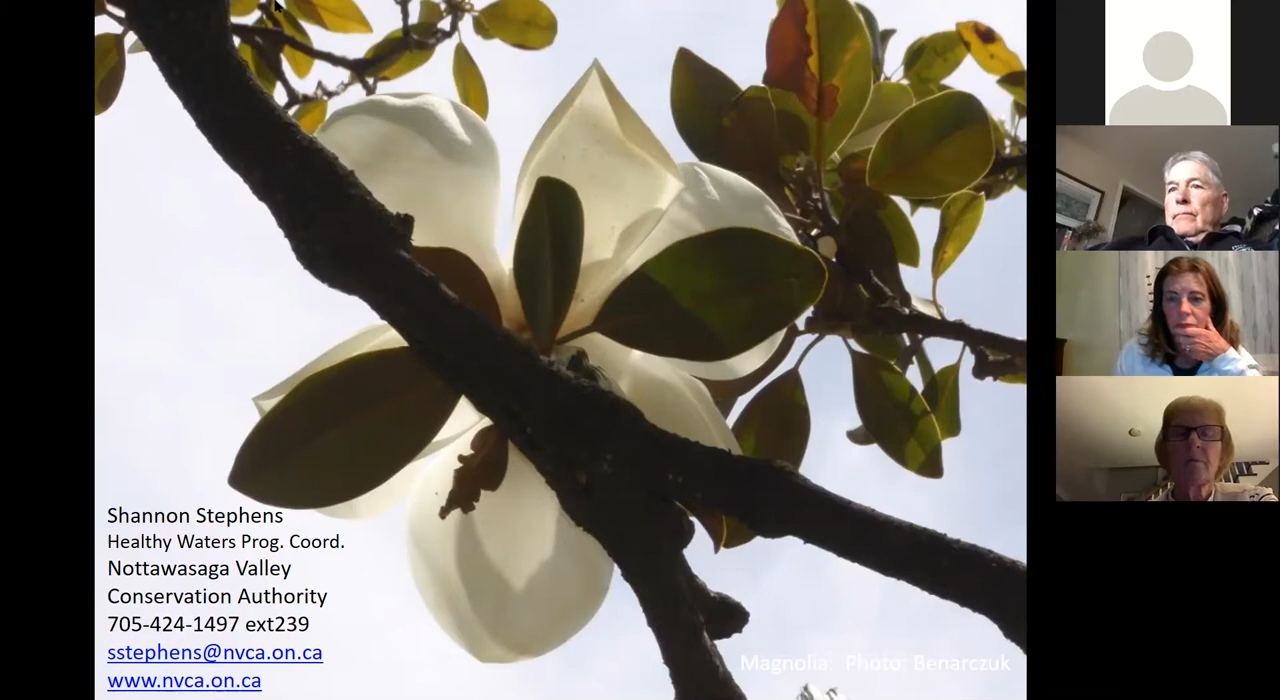 Shannon Stephens
Healthy Waters Prog. Coord.
Nottawasaga Valley
Conservation Authority
705-424-1497 ext239
sstephens@nvca.on.ca
www.nvca.on.ca
Magnolia. Photo: Benarczuk